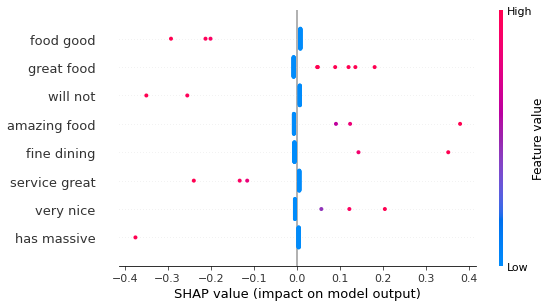 High
food good
great food
will not
amazing food
fine dining
service great
very nice
has massive
Feature value
Low
−0.4 −0.3 −0.2 −0.1 0.0 0.1 0.2 0.3 0.4
SHAP value (impact on model output)